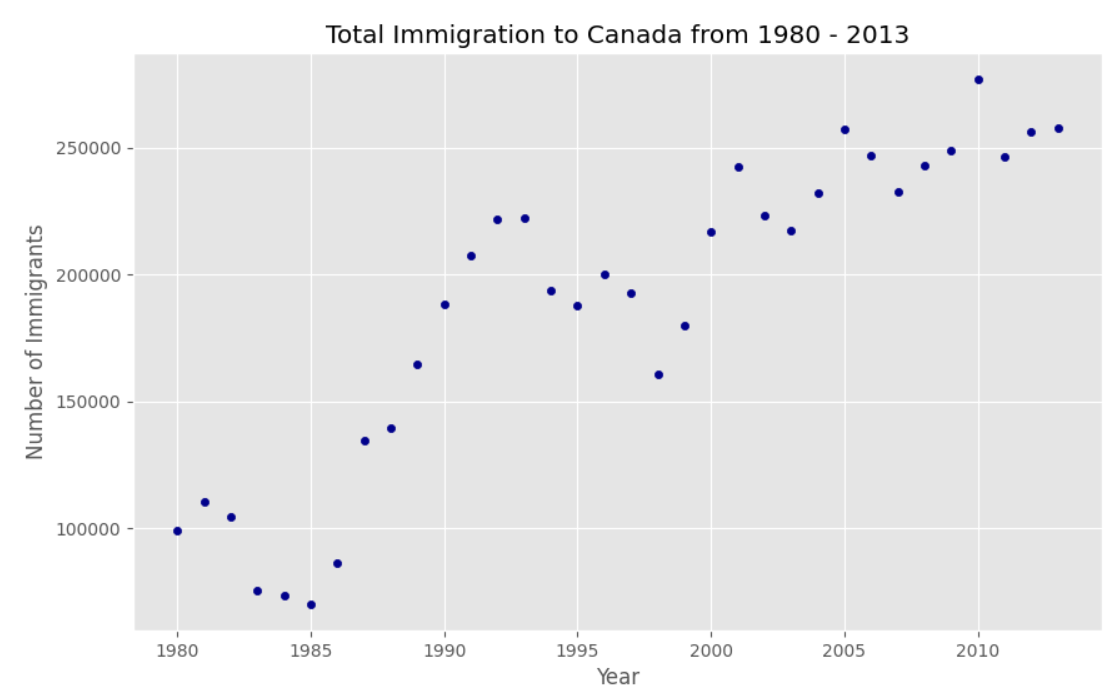 Total Immigration to Canada from 1980 - 2013
Number of Immigrants
250000
200000
150000
100000
1980 1985 1990 1995 2000 2005 2010
Year